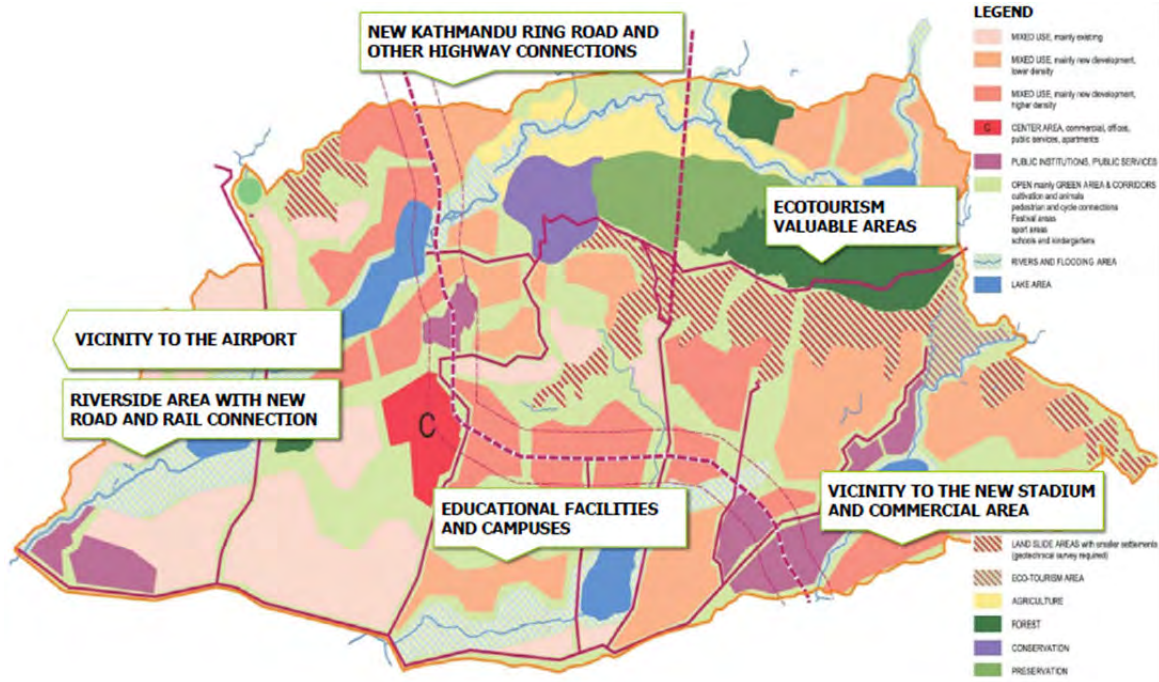 NEW KATHMANDU RING ROAD AND
OTHER HIGHWAY CONNECTIONS
ECOTOURISM
VALUABLE AREAS
VICINITY TO THE AIRPORT
RIVERSIDE AREA WITH NEW
ROAD AND RAIL CONNECTION
C
EDUCATIONAL FACILITIES
AND CAMPUSES
VICINITY TO THE NEW STADIUM
AND COMMERCIAL AREA
LEGEND
MIXED USE, mainly existing
MIXED USE, mainly new development,
lower density
MIXED USE, mainly new development,
higher density
C
CENTER AREA, commercial, offices,
public services, apartments
PUBLIC INSTITUTIONS, PUBLIC SERVICES
OPEN mainly GREEN AREA & CORRIDORS
cultivation and animals
pedestrian and cycle connections
Festival areas
sport areas
schools and kindergartens
RIVERS AND FLOODING AREA
LAKE AREA
LAND SLIDE AREAS with smaller settlements
(geotechnical survey required)
ECO-TOURISM AREA
AGRICULTURE
FOREST
CONSERVATION
PRESERVATION